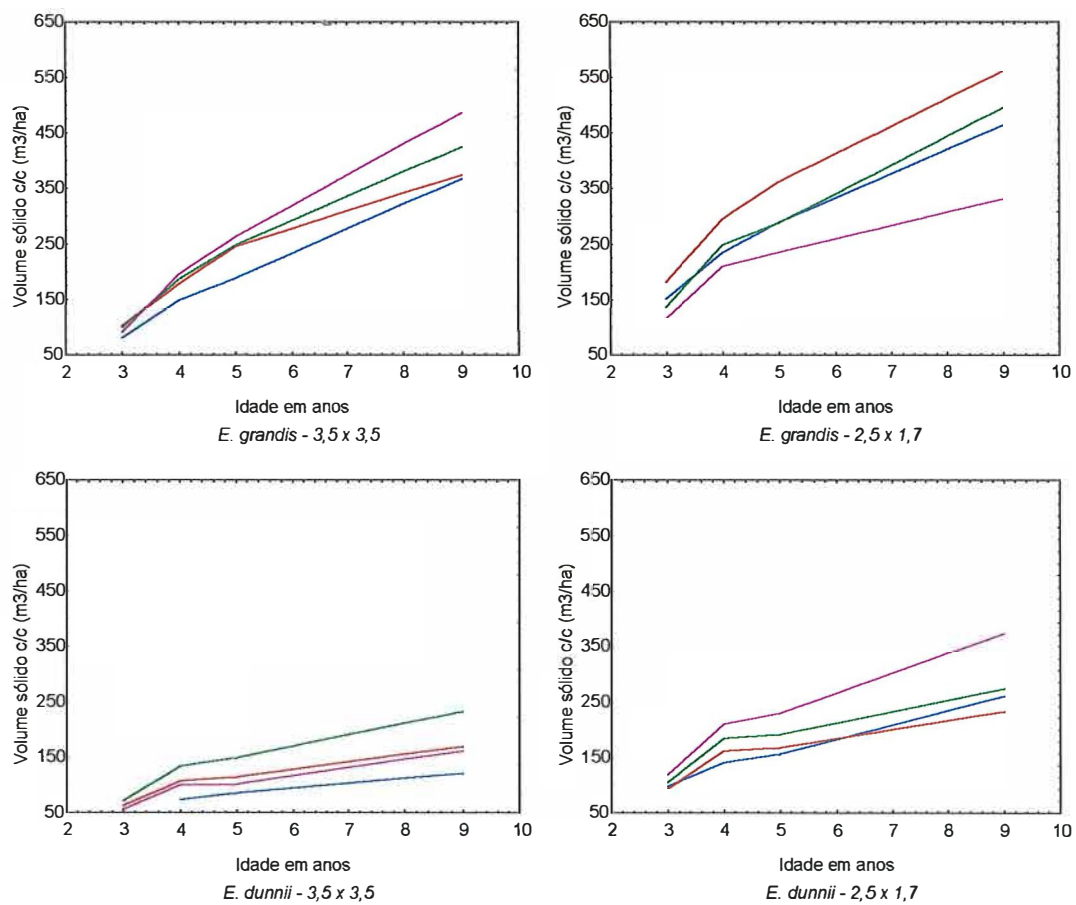 650
550
450
350
250
150
50
Volume sólido c/c (m3/ha)
2 3 4 5 6 7 8 9 10
Idade em anos
E. grandis - 3,5 x 3,5
650
550
450
350
250
150
50
Volume sólido c/c (m3/ha)
2 3 4 5 6 7 8 9 10
Idade em anos
E. grandis - 2,5 x 1,7
650
550
450
350
250
150
50
Volume sólido c/c (m3/ha)
2 3 4 5 6 7 8 9 10
Idade em anos
E. dunnii - 3,5 x 3,5
650
550
450
350
250
150
50
Volume sólido c/c (m3/ha)
2 3 4 5 6 7 8 9 10
Idade em anos
E. dunnii - 2,5 x 1,7